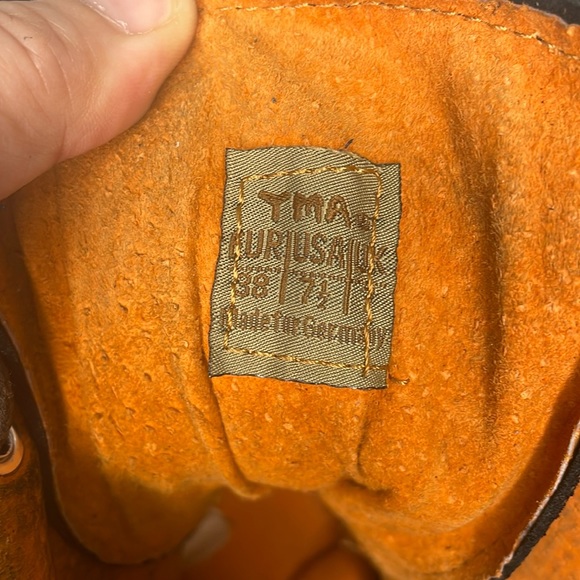 TMA
EUR USA UK
38 7½
Made for Germany